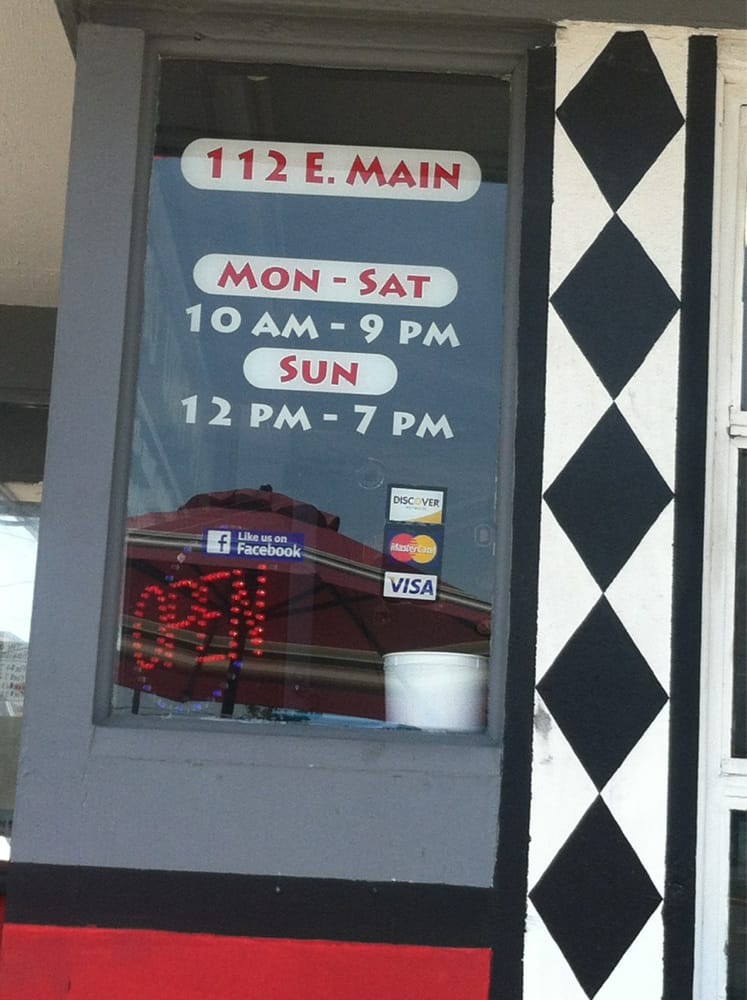 112 E. MAIN
MON - SAT
10 AM - 9 PM
SUN
12 PM - 7 PM
DISCOVER
f Like us on
Facebook
MasterCard
VISA
OPEN